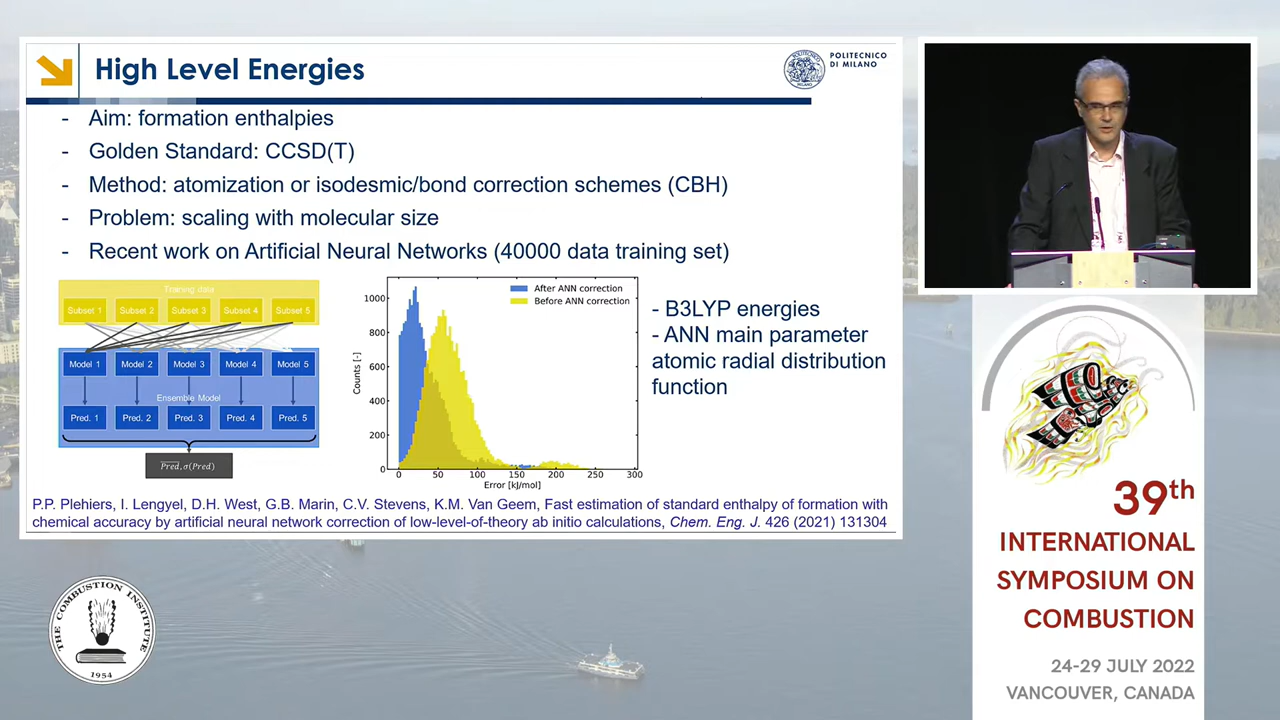 High Level Energies
POLITECNICO
DI MILANO
- Aim: formation enthalpies
- Golden Standard: CCSD(T)
- Method: atomization or isodesmic/bond correction schemes (CBH)
- Problem: scaling with molecular size
- Recent work on Artificial Neural Networks (40000 data training set)
Training data
Subset 1 Subset 2 Subset 3 Subset 4 Subset 5
Model 1 Model 2 Model 3 Model 4 Model 5
Ensemble Model
Pred. 1 Pred. 2 Pred. 3 Pred. 4 Pred. 5
Pred, σ(Pred)
After ANN correction
Before ANN correction
1000
800
600
400
200
0
Counts [-]
0 50 100 150 200 250 300
Error [kJ/mol]
- B3LYP energies
- ANN main parameter
atomic radial distribution
function
P.P. Plehiers, I. Lengyel, D.H. West, G.B. Marin, C.V. Stevens, K.M. Van Geem, Fast estimation of standard enthalpy of formation with
chemical accuracy by artificial neural network correction of low-level-of-theory ab initio calculations, Chem. Eng. J. 426 (2021) 131304
THE COMBUSTION INSTITUTE
1954
39th
INTERNATIONAL
SYMPOSIUM ON
COMBUSTION
24-29 JULY 2022
VANCOUVER, CANADA